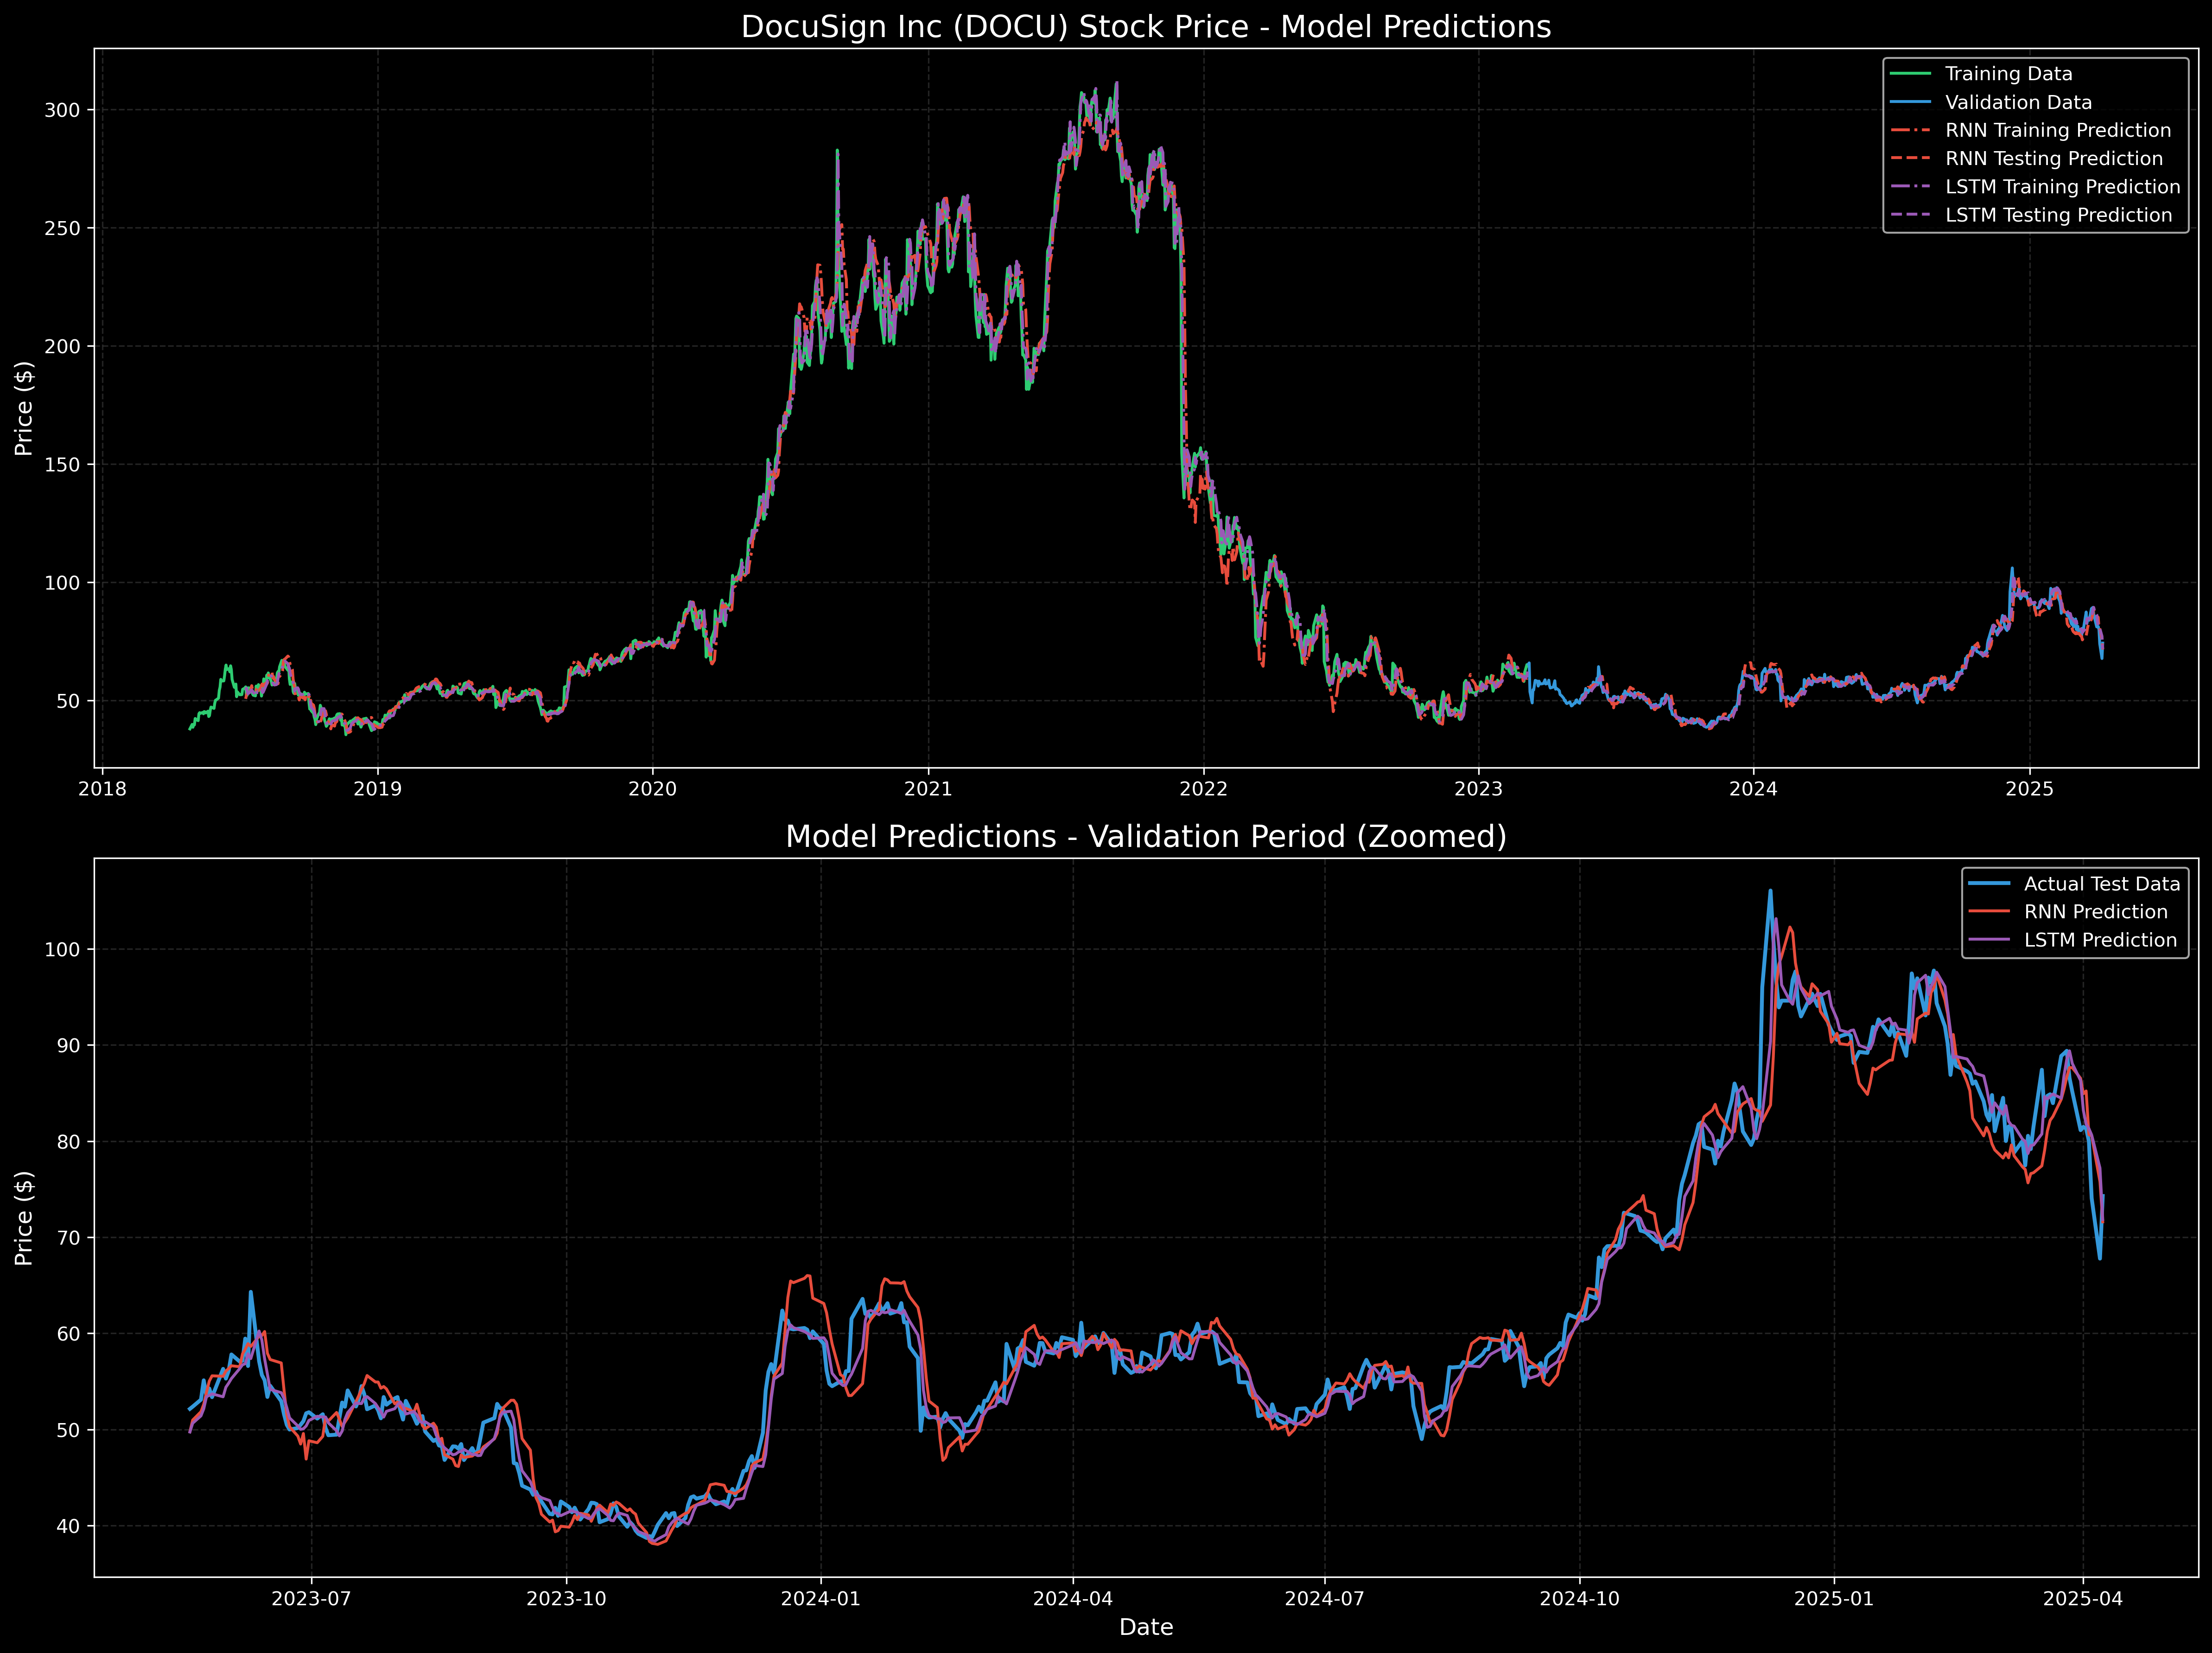 DocuSign Inc (DOCU) Stock Price - Model Predictions
Price ($)
300
250
200
150
100
50
2018 2019 2020 2021 2022 2023 2024 2025
Training Data
Validation Data
RNN Training Prediction
RNN Testing Prediction
LSTM Training Prediction
LSTM Testing Prediction
Model Predictions - Validation Period (Zoomed)
Price ($)
100
90
80
70
60
50
40
2023-07 2023-10 2024-01 2024-04 2024-07 2024-10 2025-01 2025-04
Date
Actual Test Data
RNN Prediction
LSTM Prediction